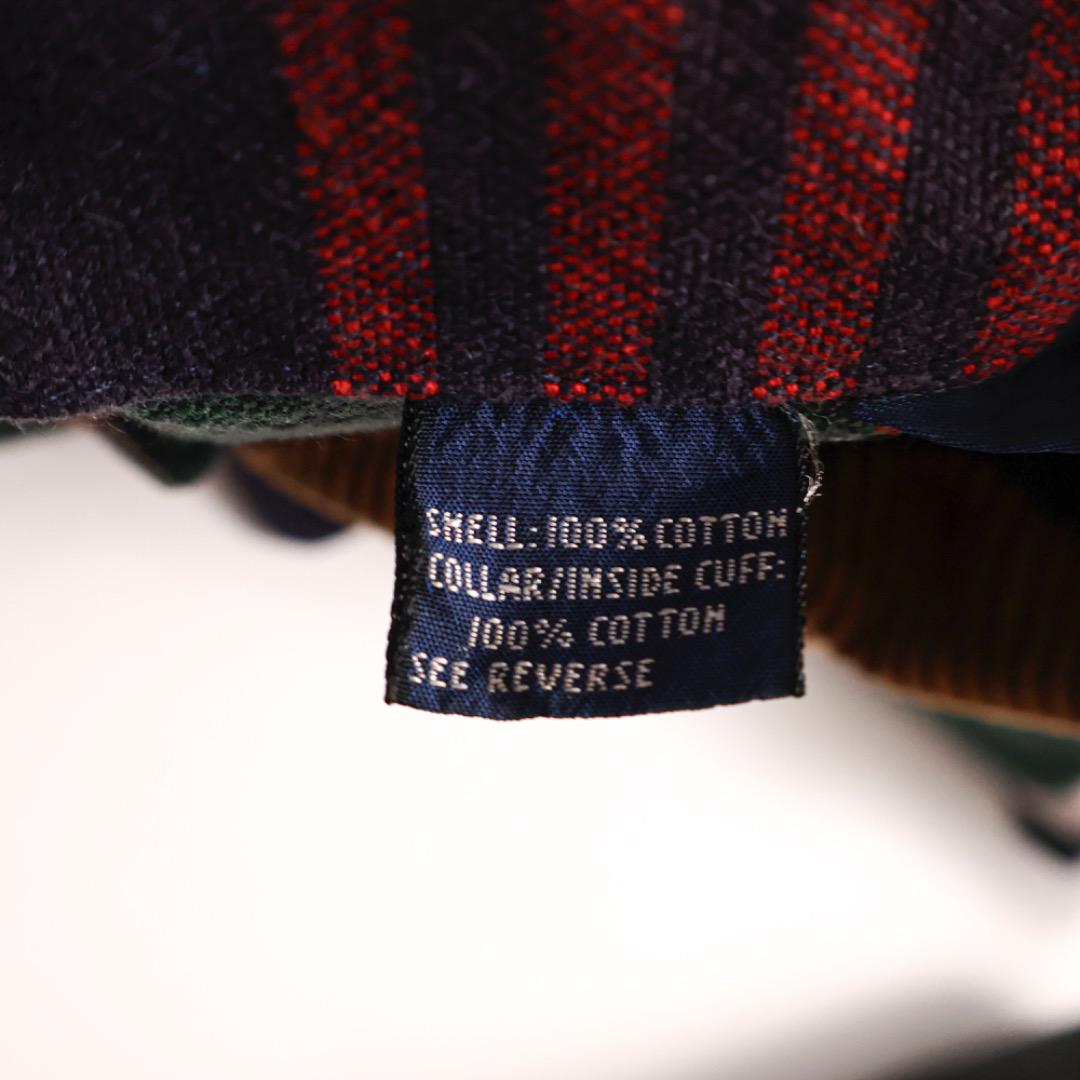 SHELL:100% COTTON
COLLAR/INSIDE CUFF:
100% COTTON
SEE REVERSE